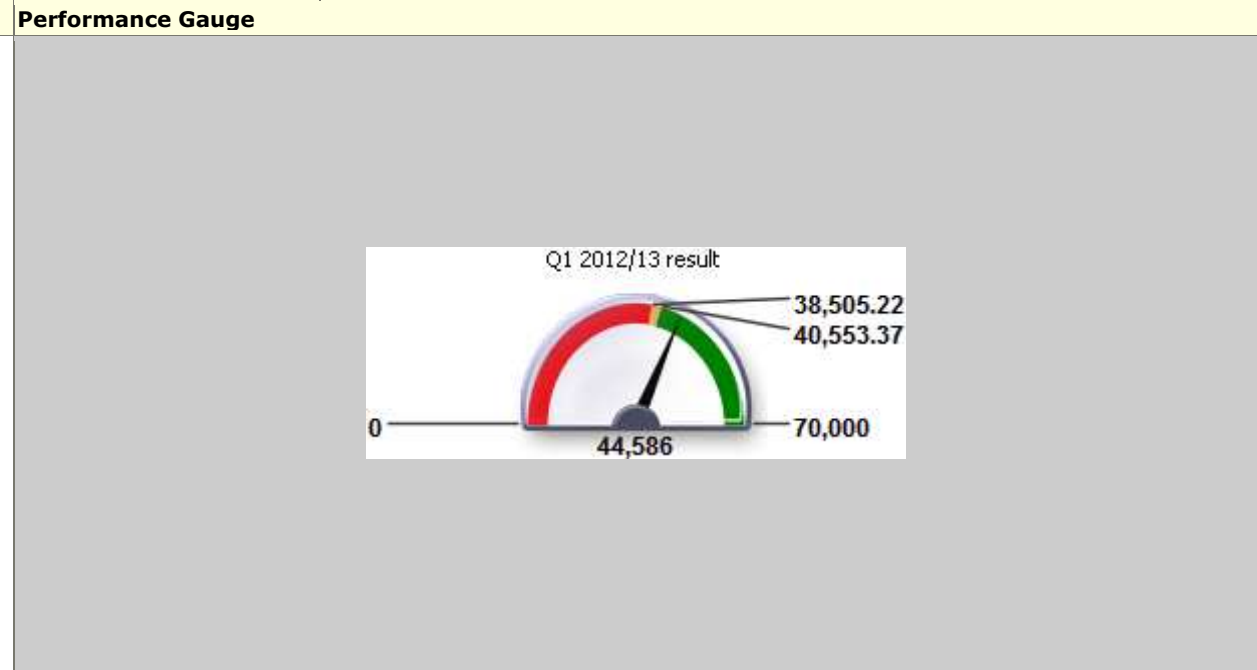 Performance Gauge
Q1 2012/13 result
38,505.22
40,553.37
0
70,000
44,586